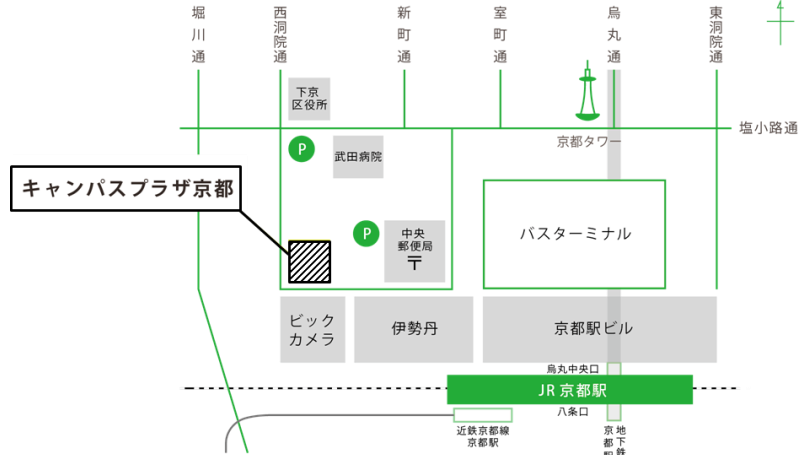 堀川通
西洞院通
新町通
室町通
烏丸通
東洞院通
下京
区役所
塩小路通
京都タワー
P
武田病院
キャンパスプラザ京都
P
中央
郵便局
〒
バスターミナル
ビック
カメラ
伊勢丹
京都駅ビル
烏丸中央口
JR 京都駅
八条口
近鉄京都線
京都駅
地下鉄
京都駅